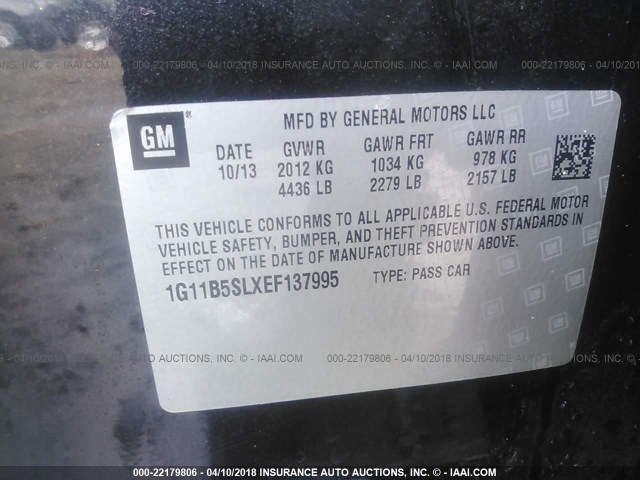 000-22179806 - 04/10/2018 INSURANCE AUTO AUCTIONS, INC. © - IAAI.COM
GM
MFD BY GENERAL MOTORS LLC
DATE GVWR GAWR FRT GAWR RR
10/13 2012 KG 1034 KG 978 KG
4436 LB 2279 LB 2157 LB
THIS VEHICLE CONFORMS TO ALL APPLICABLE U.S. FEDERAL MOTOR
VEHICLE SAFETY, BUMPER, AND THEFT PREVENTION STANDARDS IN
EFFECT ON THE DATE OF MANUFACTURE SHOWN ABOVE.
1G11B5SLXEF137995 TYPE: PASS CAR
AUTO AUCTIONS, INC. © - IAAI.COM 000-22179806 - 04/10/2018 INSURANCE AUTO AUCTIONS, INC. © - IAAI.COM
000-22179806 - 04/10/2018 INSURANCE AUTO AUCTIONS, INC. © - IAAI.COM